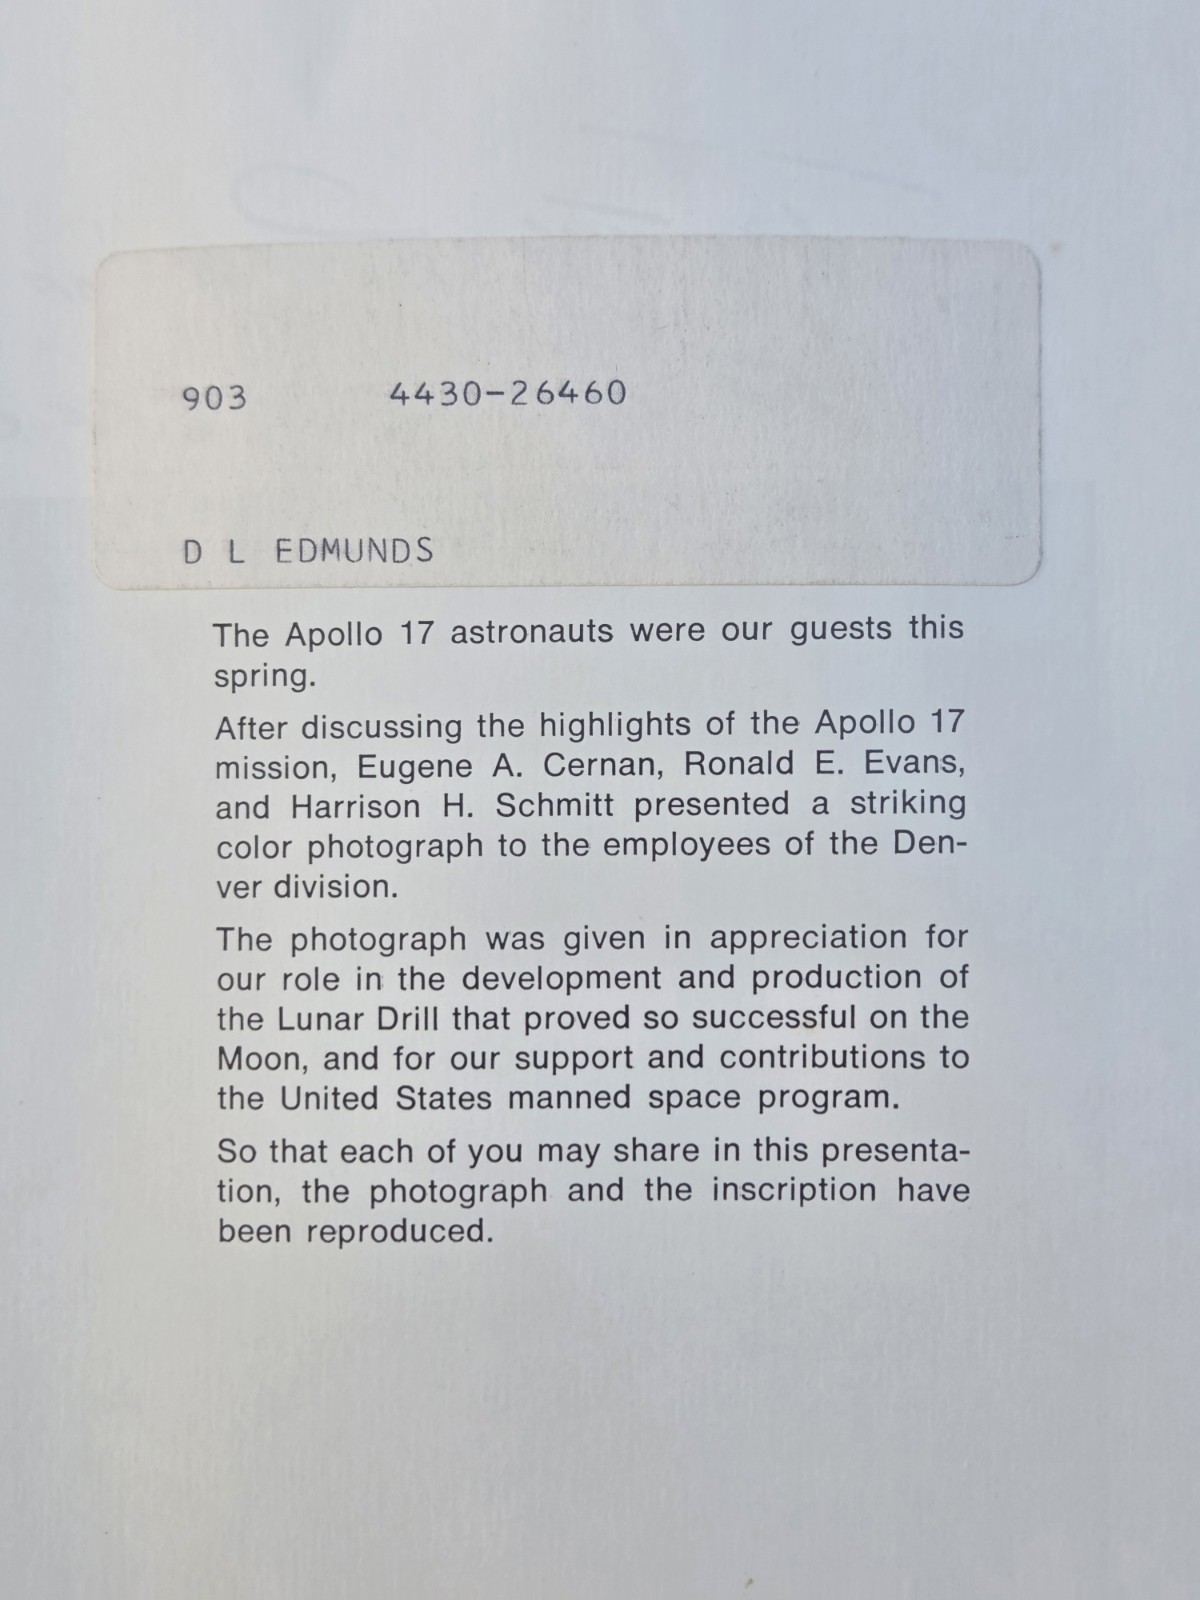 903 4430-26460
D L EDMUNDS
The Apollo 17 astronauts were our guests this
spring.
After discussing the highlights of the Apollo 17
mission, Eugene A. Cernan, Ronald E. Evans,
and Harrison H. Schmitt presented a striking
color photograph to the employees of the Den-
ver division.
The photograph was given in appreciation for
our role in the development and production of
the Lunar Drill that proved so successful on the
Moon, and for our support and contributions to
the United States manned space program.
So that each of you may share in this presenta-
tion, the photograph and the inscription have
been reproduced.